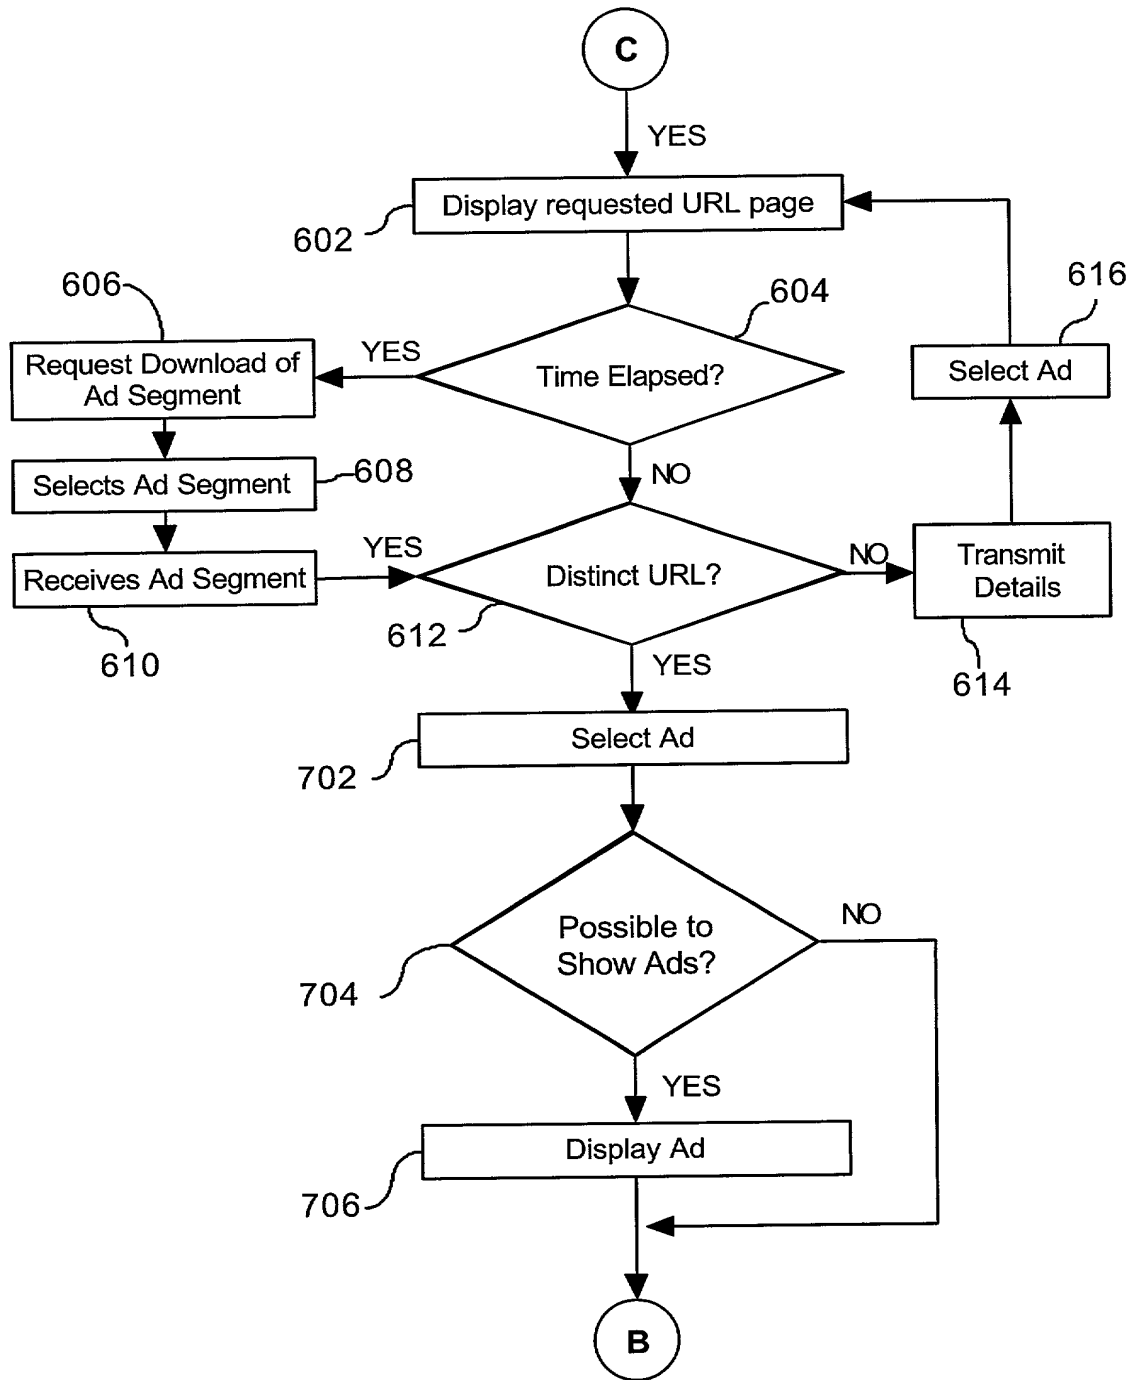 C
YES
Display requested URL page
602
606
604
616
Request Download of
Ad Segment
YES
Time Elapsed?
Select Ad
NO
Selects Ad Segment
608
Receives Ad Segment
YES
Distinct URL?
NO
Transmit
Details
610
612
YES
614
Select Ad
702
Possible to
Show Ads?
NO
704
YES
Display Ad
706
B